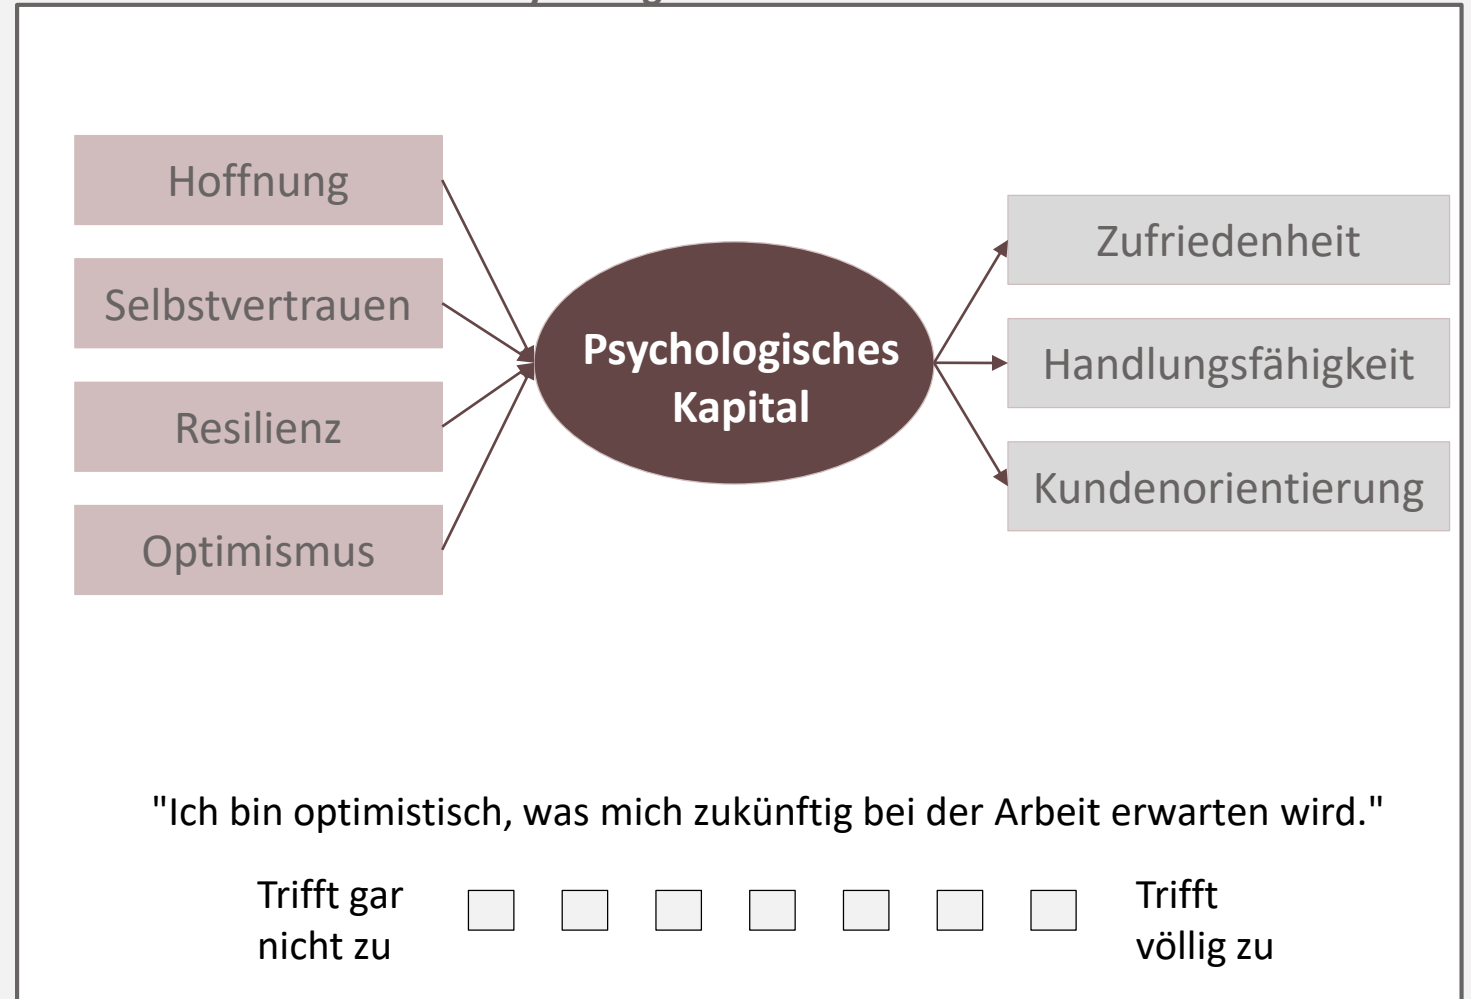 Hoffnung
Selbstvertrauen
Resilienz
Optimismus
Psychologisches
Kapital
Zufriedenheit
Handlungsfähigkeit
Kundenorientierung
"Ich bin optimistisch, was mich zukünftig bei der Arbeit erwarten wird."
Trifft gar
nicht zu
Trifft
völlig zu